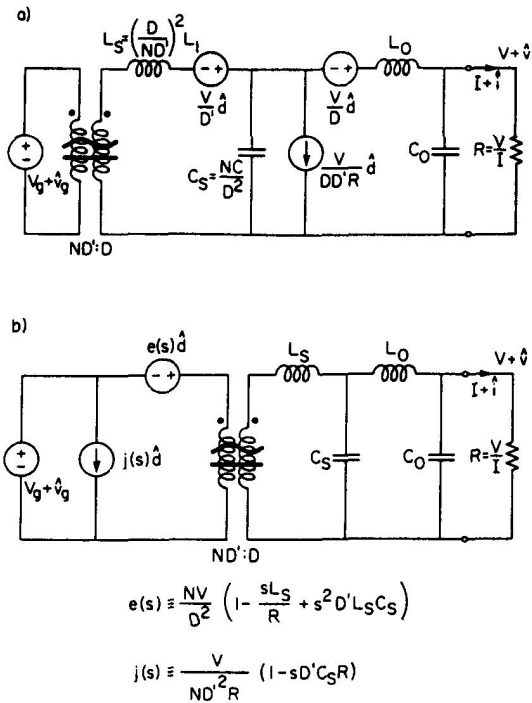 a)
L_S = (D/ND')^2 L_1
L_O
V+v̂
I+î
V/D' d̂
V/D d̂
V_g+v̂_g
C_S = NC/D^2
V/DD'R d̂
C_O
R=V/I
ND':D
b)
e(s) d̂
L_S
L_O
V+v̂
I+î
V_g+v̂_g
j(s) d̂
C_S
C_O
R=V/I
ND':D
e(s) ≡ NV/D^2 (1 - sL_S/R + s^2 D'L_S C_S)
j(s) ≡ V/ND'^2 R (1-sD'C_S R)